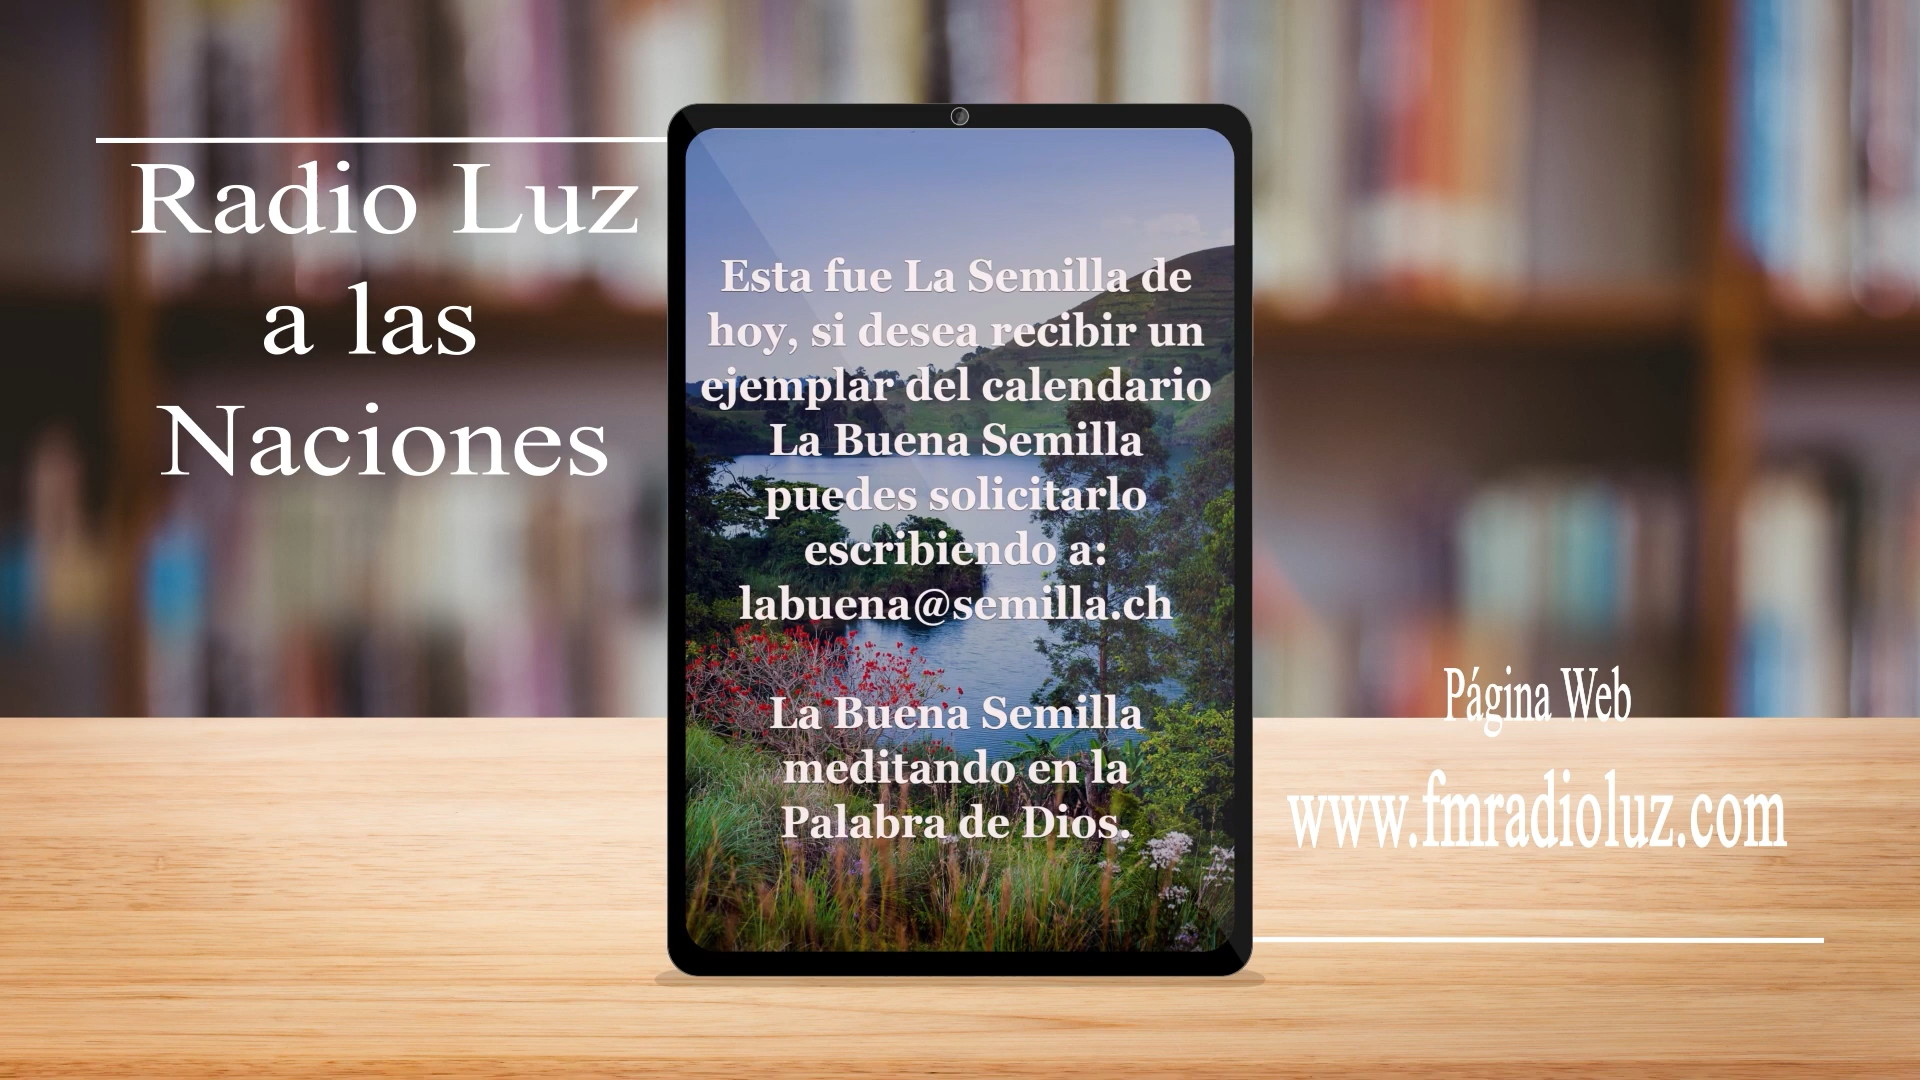 Radio Luz
a las
Naciones
Esta fue La Semilla de
hoy, si desea recibir un
ejemplar del calendario
La Buena Semilla
puedes solicitarlo
escribiendo a:
labuena@semilla.ch
La Buena Semilla
meditando en la
Palabra de Dios.
Página Web
www.fmradioluz.com